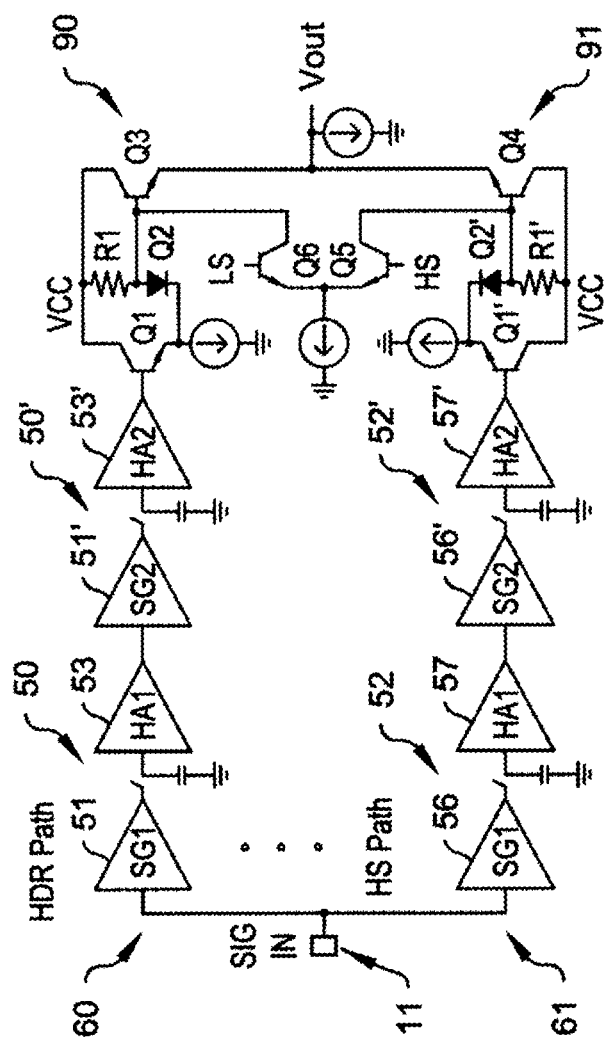 90
VCC
R1
Q3
Q1
Q2
Vout
LS
Q6
Q5
HS
Q2'
Q1'
R1'
Q4
VCC
91
HDR Path
60
51
SG1
50
53
HA1
51'
SG2
50'
53'
HA2
SIG
IN
11
HS Path
61
56
SG1
52
57
HA1
56'
SG2
52'
57'
HA2